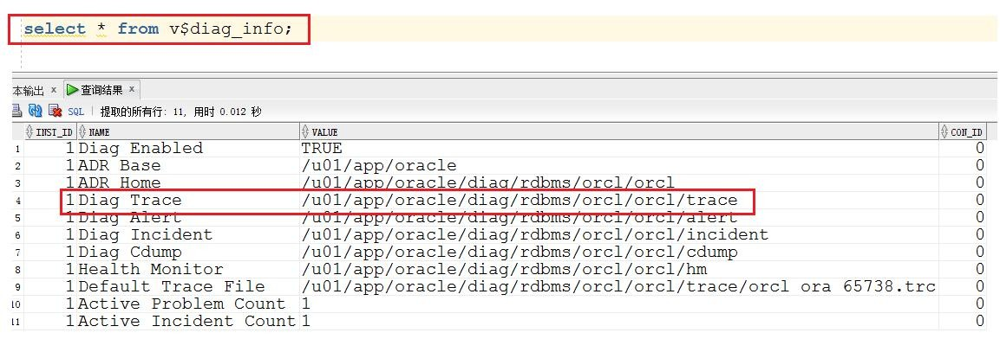 select * from v$diag_info;
本输出 x 查询结果 x
SQL | 提取的所有行: 11, 用时 0.012 秒
INST_ID NAME VALUE CON_ID
1 1 Diag Enabled TRUE 0
2 1 ADR Base /u01/app/oracle 0
3 1 ADR Home /u01/app/oracle/diag/rdbms/orcl/orcl 0
4 1 Diag Trace /u01/app/oracle/diag/rdbms/orcl/orcl/trace 0
5 1 Diag Alert /u01/app/oracle/diag/rdbms/orcl/orcl/alert 0
6 1 Diag Incident /u01/app/oracle/diag/rdbms/orcl/orcl/incident 0
7 1 Diag Cdump /u01/app/oracle/diag/rdbms/orcl/orcl/cdump 0
8 1 Health Monitor /u01/app/oracle/diag/rdbms/orcl/orcl/hm 0
9 1 Default Trace File /u01/app/oracle/diag/rdbms/orcl/orcl/trace/orcl_ora_65738.trc 0
10 1 Active Problem Count 1 0
11 1 Active Incident Count 1 0